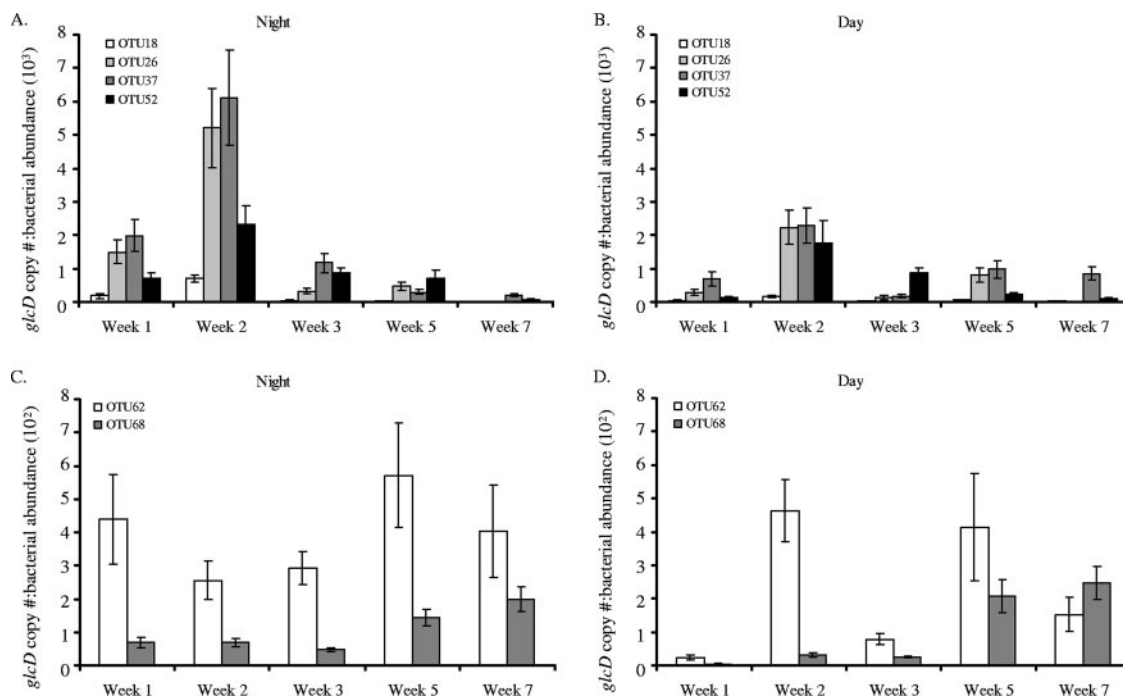 A.
Night
glcD copy #:bacterial abundance (10³)
8
7
6
5
4
3
2
1
0
OTU18
OTU26
OTU37
OTU52
Week 1 Week 2 Week 3 Week 5 Week 7
B.
Day
glcD copy #:bacterial abundance (10³)
8
7
6
5
4
3
2
1
0
OTU18
OTU26
OTU37
OTU52
Week 1 Week 2 Week 3 Week 5 Week 7
C.
Night
glcD copy #:bacterial abundance (10²)
8
7
6
5
4
3
2
1
0
OTU62
OTU68
Week 1 Week 2 Week 3 Week 5 Week 7
D.
Day
glcD copy #:bacterial abundance (10²)
8
7
6
5
4
3
2
1
0
OTU62
OTU68
Week 1 Week 2 Week 3 Week 5 Week 7